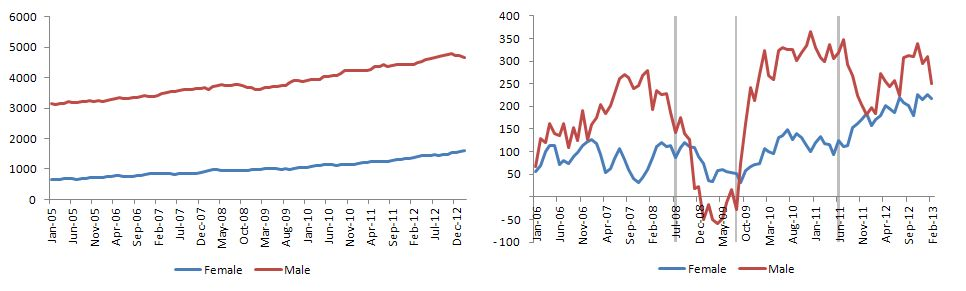 6000
5000
4000
3000
2000
1000
0
Jan-05
Jun-05
Nov-05
Apr-06
Sep-06
Feb-07
Jul-07
Dec-07
May-08
Oct-08
Mar-09
Aug-09
Jan-10
Jun-10
Nov-10
Apr-11
Sep-11
Feb-12
Jul-12
Dec-12
Female Male
400
350
300
250
200
150
100
50
-50
-100
Jan-06
Jun-06
Nov-06
Apr-07
Sep-07
Feb-08
Jul-08
Dec-08
May-09
Oct-09
Mar-10
Aug-10
Jan-11
Jun-11
Nov-11
Apr-12
Sep-12
Feb-13
Female Male